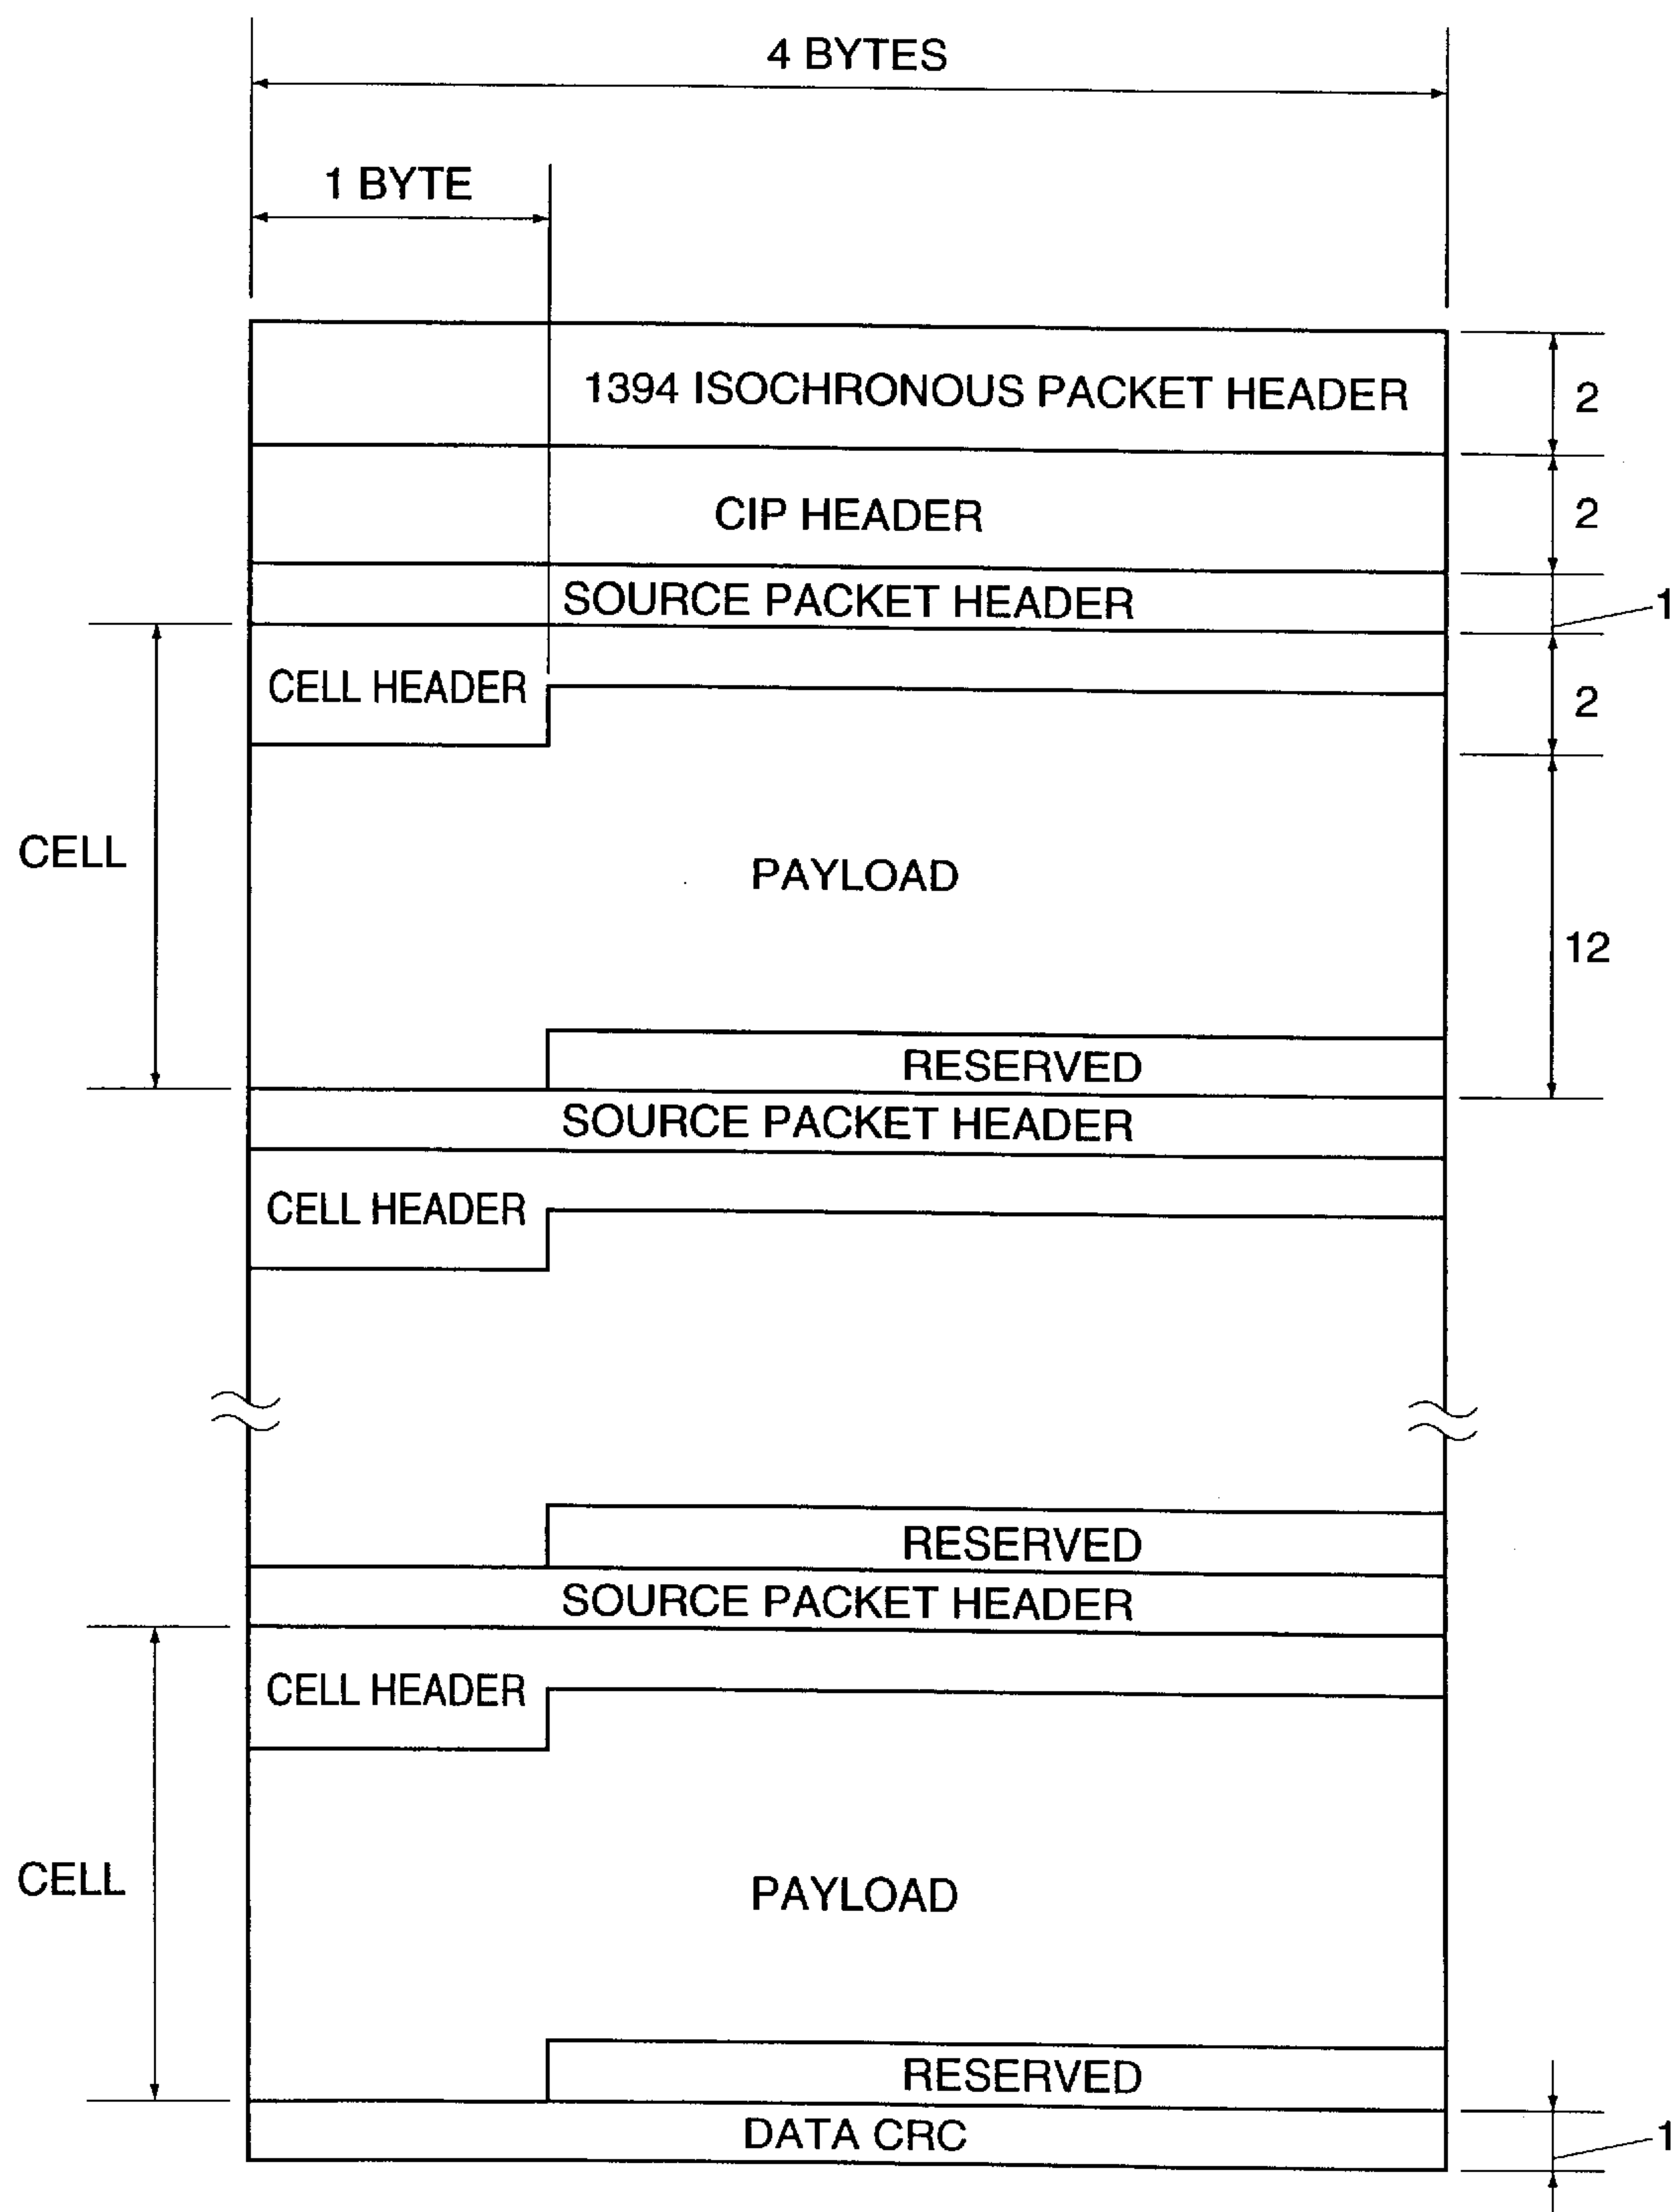 4 BYTES
1 BYTE
1394 ISOCHRONOUS PACKET HEADER
2
CIP HEADER
2
SOURCE PACKET HEADER
1
CELL HEADER
2
CELL
PAYLOAD
12
RESERVED
SOURCE PACKET HEADER
CELL HEADER
RESERVED
SOURCE PACKET HEADER
CELL HEADER
CELL
PAYLOAD
RESERVED
DATA CRC
1